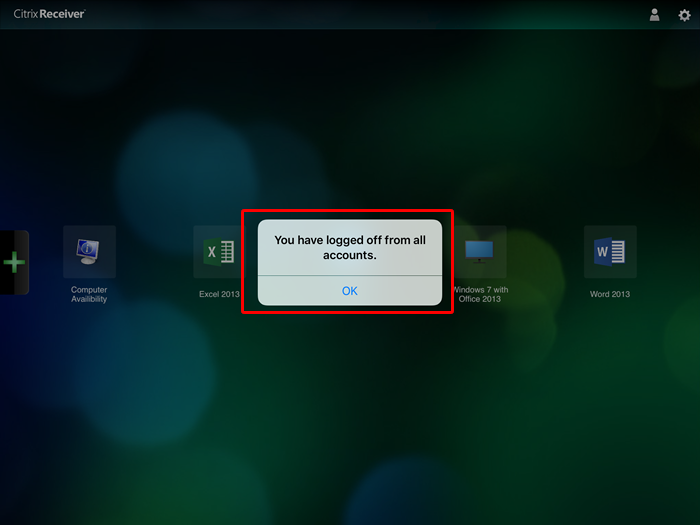 Citrix Receiver™
You have logged off from all
accounts.
OK
Computer
Availibility
Excel 2013
Windows 7 with
Office 2013
Word 2013